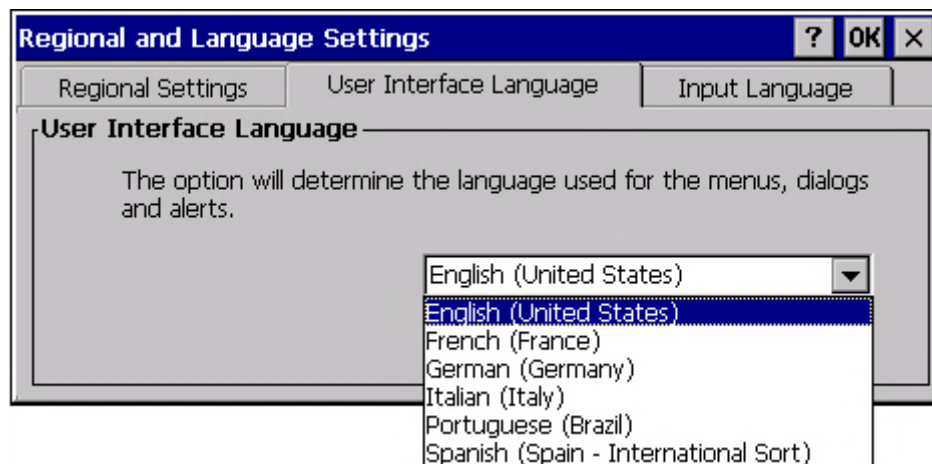 Regional and Language Settings ? OK ×
Regional Settings User Interface Language Input Language
User Interface Language
The option will determine the language used for the menus, dialogs
and alerts.
English (United States)
English (United States)
French (France)
German (Germany)
Italian (Italy)
Portuguese (Brazil)
Spanish (Spain - International Sort)